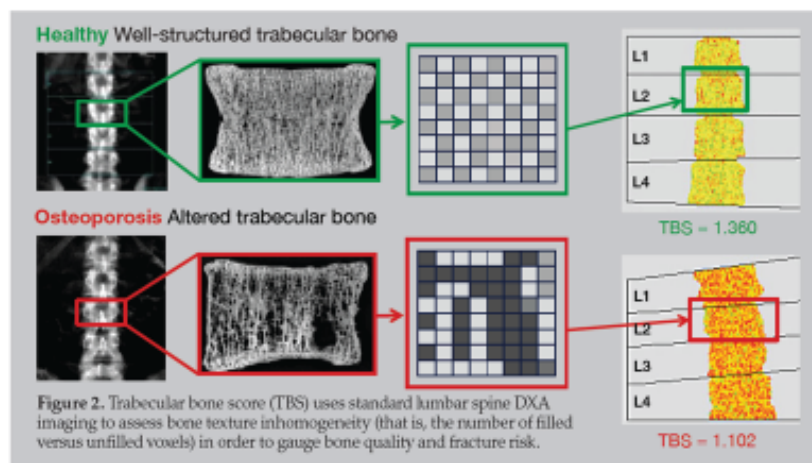 Healthy Well-structured trabecular bone
L1
L2
L3
L4
TBS = 1.360
Osteoporosis Altered trabecular bone
L1
L2
L3
L4
TBS = 1.102
Figure 2. Trabecular bone score (TBS) uses standard lumbar spine DXA
imaging to assess bone texture inhomogeneity (that is, the number of filled
versus unfilled voxels) in order to gauge bone quality and fracture risk.